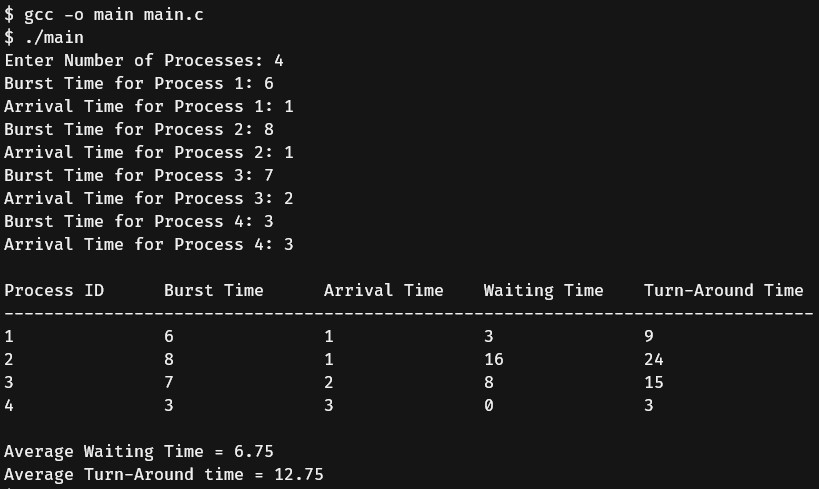 $ gcc -o main main.c
$ ./main
Enter Number of Processes: 4
Burst Time for Process 1: 6
Arrival Time for Process 1: 1
Burst Time for Process 2: 8
Arrival Time for Process 2: 1
Burst Time for Process 3: 7
Arrival Time for Process 3: 2
Burst Time for Process 4: 3
Arrival Time for Process 4: 3

Process ID      Burst Time      Arrival Time    Waiting Time    Turn-Around Time
---------------------------------------------------------------------------------
1               6               1               3               9
2               8               1               16              24
3               7               2               8               15
4               3               3               0               3

Average Waiting Time = 6.75
Average Turn-Around time = 12.75